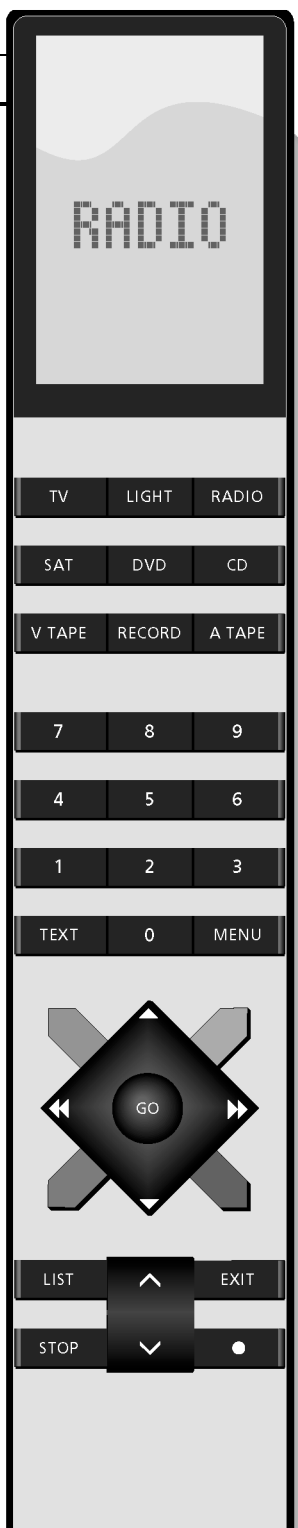 RADIO
TV LIGHT RADIO
SAT DVD CD
V TAPE RECORD A TAPE
7 8 9
4 5 6
1 2 3
TEXT 0 MENU
GO
LIST EXIT
STOP